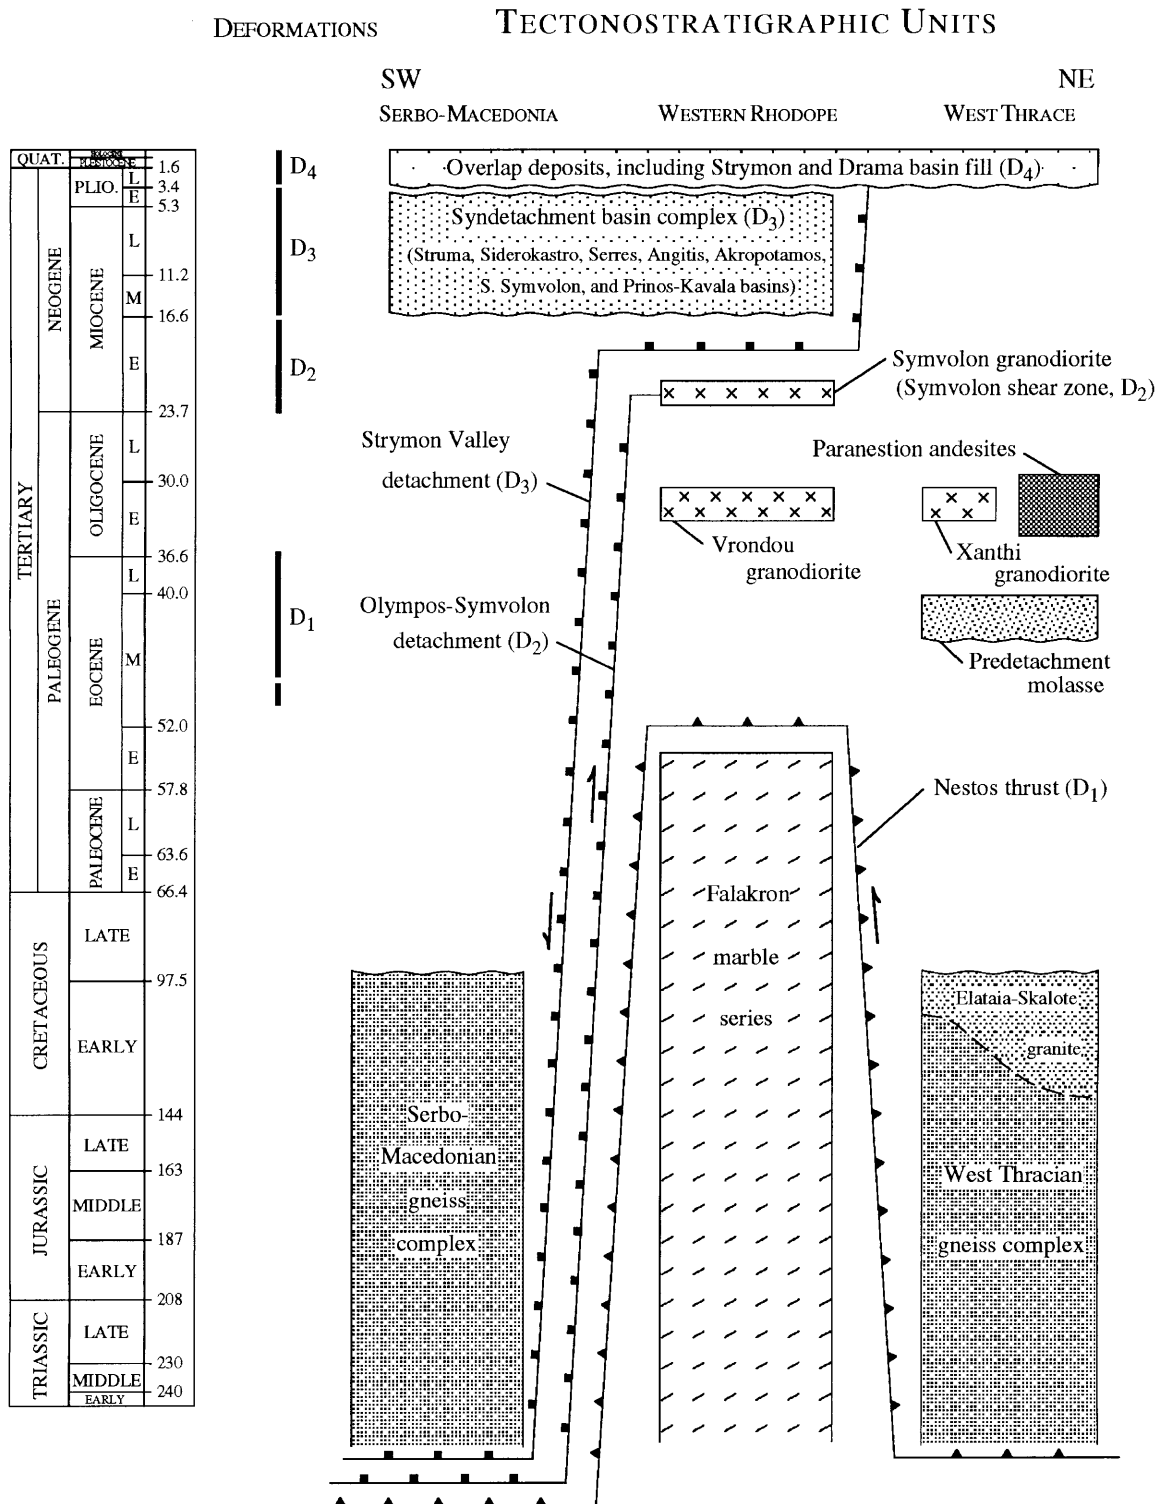 DEFORMATIONS
TECTONOSTRATIGRAPHIC UNITS
SW
NE
SERBO-MACEDONIA
WESTERN RHODOPE
WEST THRACE
QUAT.
PLEISTOCENE
1.6
PLIO.
L
3.4
E
5.3
TERTIARY
NEOGENE
MIOCENE
L
11.2
M
16.6
E
23.7
PALEOGENE
OLIGOCENE
L
30.0
E
36.6
EOCENE
L
40.0
M
52.0
E
57.8
PALEOCENE
L
63.6
E
66.4
CRETACEOUS
LATE
97.5
EARLY
144
JURASSIC
LATE
163
MIDDLE
187
EARLY
208
TRIASSIC
LATE
230
MIDDLE
240
EARLY
D4
D3
D2
D1
Overlap deposits, including Strymon and Drama basin fill (D4)
Syndetachment basin complex (D3)
(Struma, Siderokastro, Serres, Angitis, Akropotamos,
S. Symvolon, and Prinos-Kavala basins)
Symvolon granodiorite
(Symvolon shear zone, D2)
Strymon Valley
detachment (D3)
Paranestion andesites
Vrondou
granodiorite
Xanthi
granodiorite
Olympos-Symvolon
detachment (D2)
Predetachment
molasse
Nestos thrust (D1)
Falakron
marble
series
Elataia-Skalote
granite
Serbo-
Macedonian
gneiss
complex
West Thracian
gneiss complex